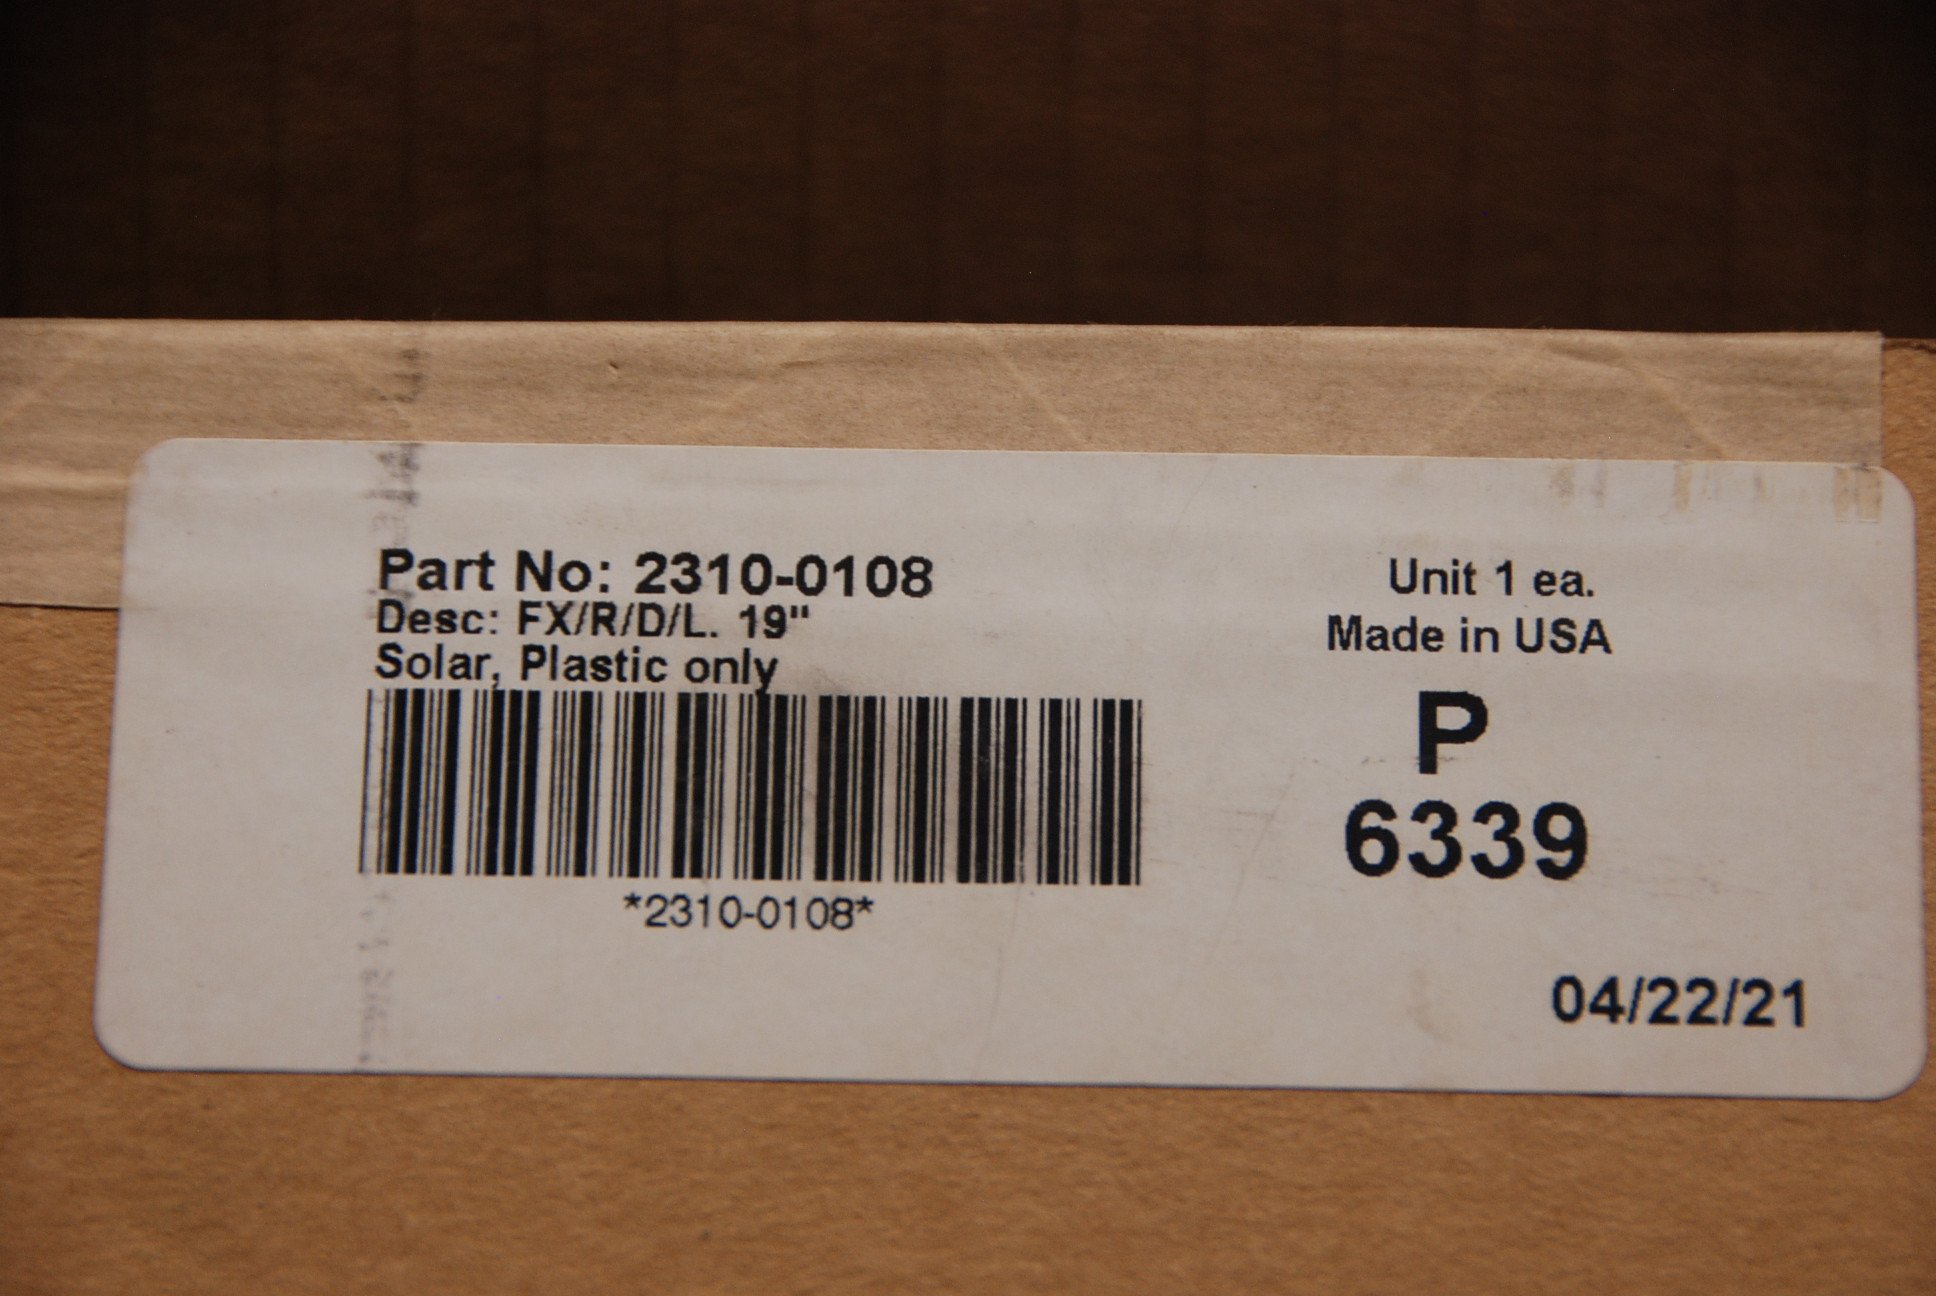 Part No: 2310-0108
Desc: FX/R/D/L. 19"
Solar, Plastic only
*2310-0108*
Unit 1 ea.
Made in USA
P
6339
04/22/21